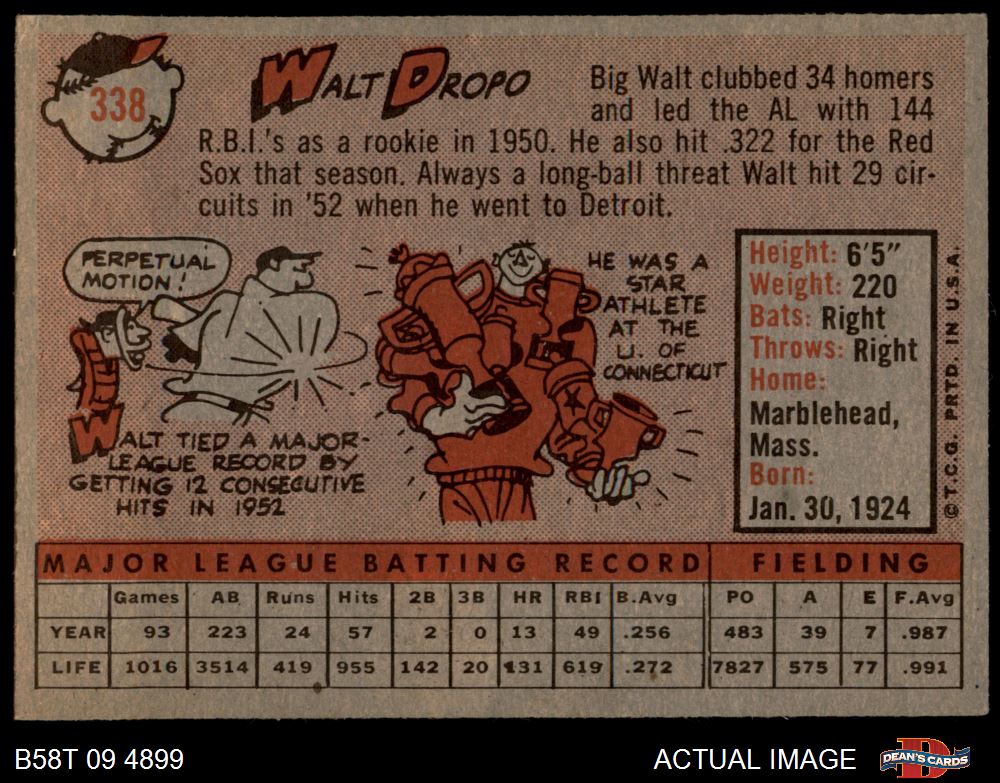 338
WALT DROPO
Big Walt clubbed 34 homers
and led the AL with 144
R.B.I.'s as a rookie in 1950. He also hit .322 for the Red
Sox that season. Always a long-ball threat Walt hit 29 cir-
cuits in '52 when he went to Detroit.
PERPETUAL
MOTION!
WALT TIED A MAJOR-
LEAGUE RECORD BY
GETTING 12 CONSECUTIVE
HITS IN 1952
HE WAS A
STAR
ATHLETE
AT THE
U. OF
CONNECTICUT
Height: 6'5"
Weight: 220
Bats: Right
Throws: Right
Home:
Marblehead,
Mass.
Born:
Jan. 30, 1924
© T.C.G. PRTD. IN U.S.A.
MAJOR LEAGUE BATTING RECORD FIELDING
Games AB Runs Hits 2B 3B HR RBI B.Avg PO A E F.Avg
YEAR 93 223 24 57 2 0 13 49 .256 483 39 7 .987
LIFE 1016 3514 419 955 142 20 131 619 .272 7827 575 77 .991
B58T 09 4899
ACTUAL IMAGE
D
DEAN'S CARDS